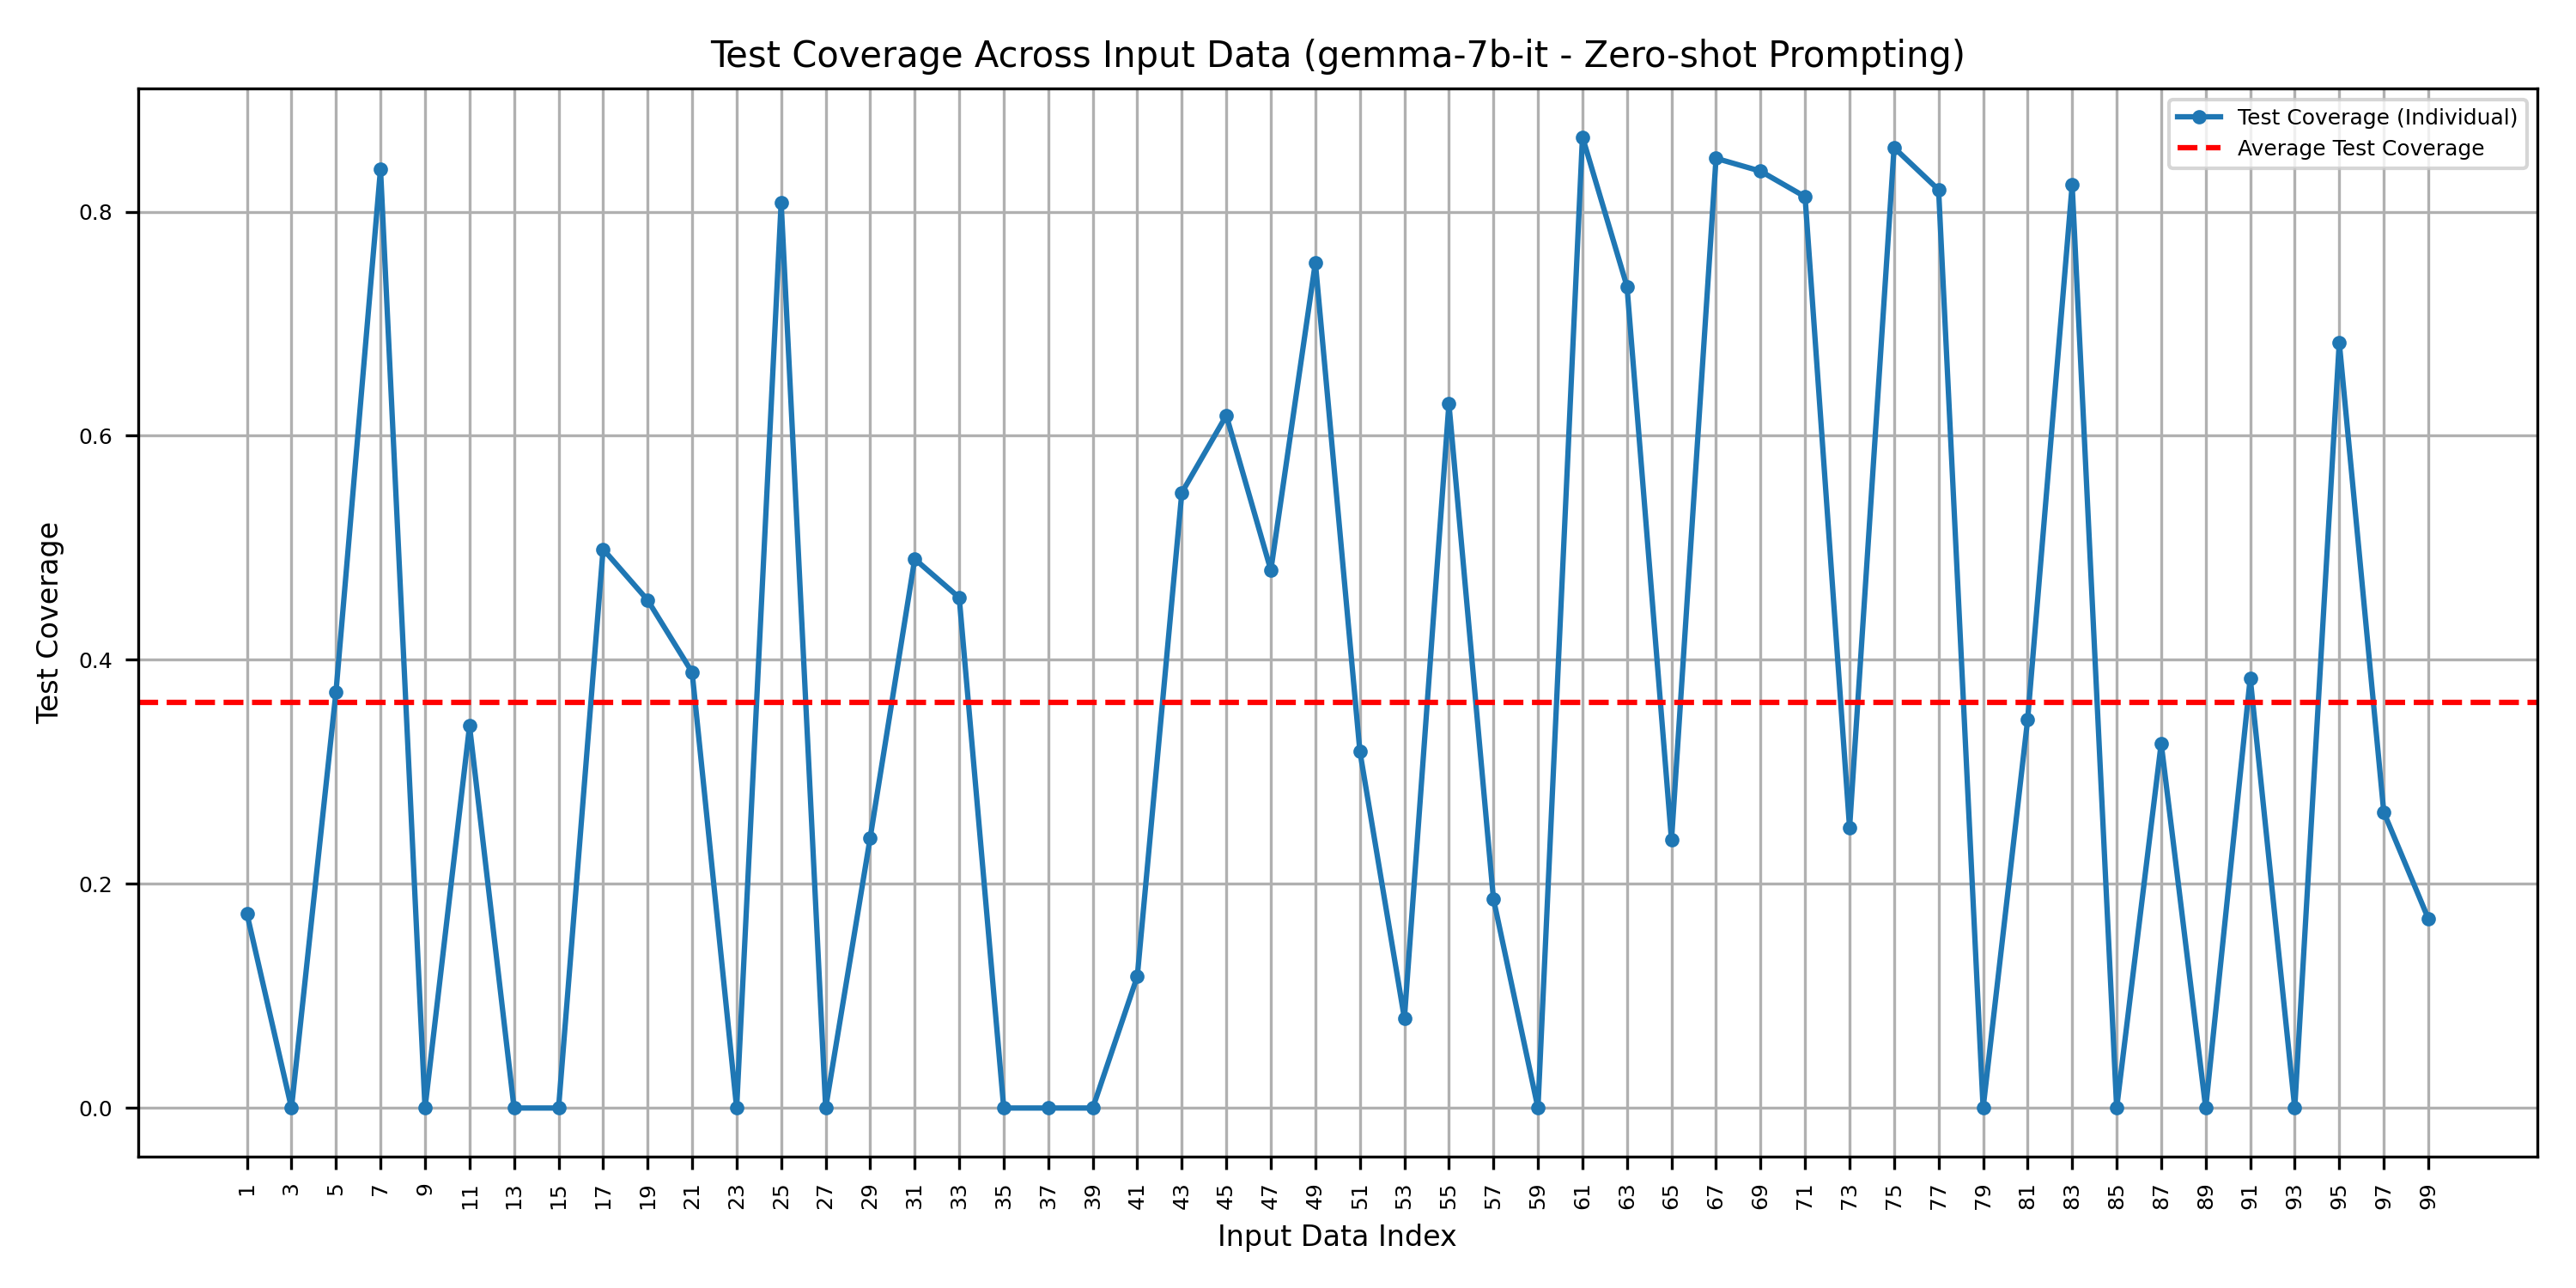 Test Coverage Across Input Data (gemma-7b-it - Zero-shot Prompting)
Test Coverage (Individual)
Average Test Coverage
Test Coverage
0.8
0.6
0.4
0.2
0.0
1 3 5 7 9 11 13 15 17 19 21 23 25 27 29 31 33 35 37 39 41 43 45 47 49 51 53 55 57 59 61 63 65 67 69 71 73 75 77 79 81 83 85 87 89 91 93 95 97 99
Input Data Index